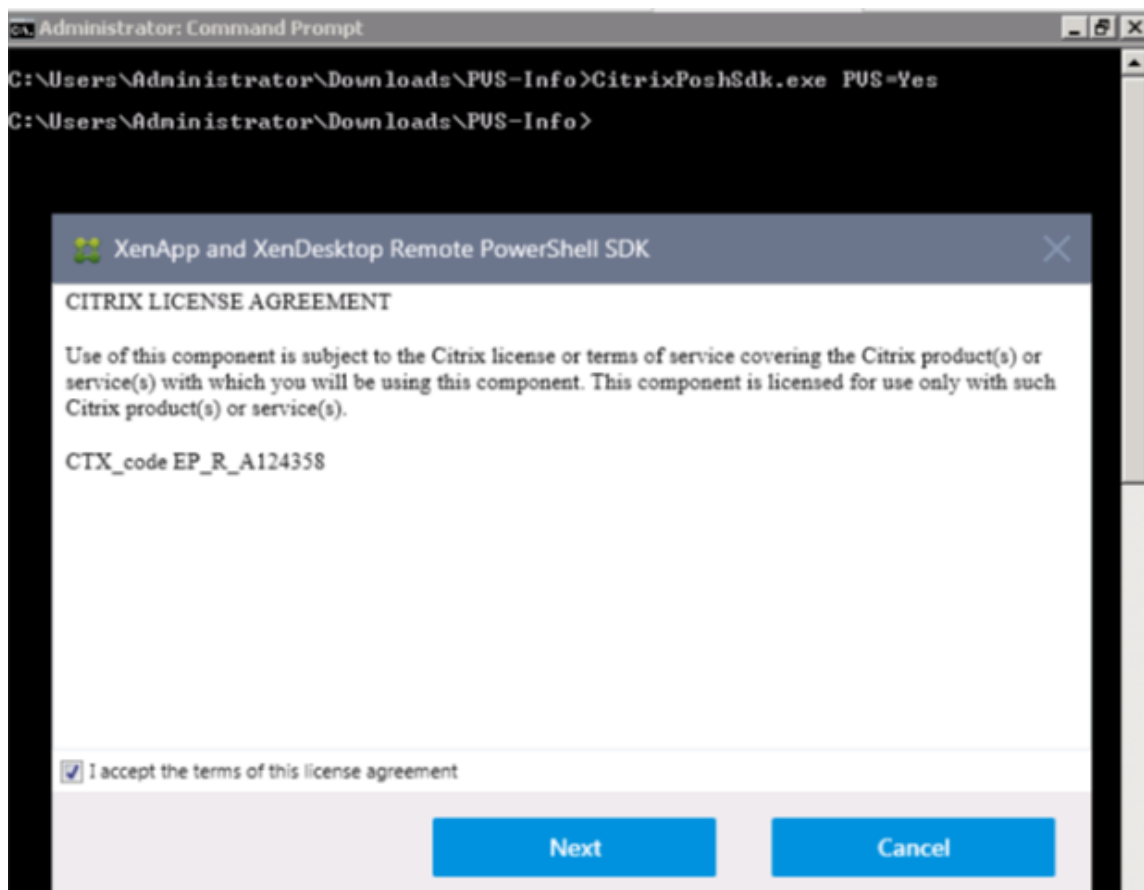 Administrator: Command Prompt
C:\Users\Administrator\Downloads\PVS-Info>CitrixPoshSdk.exe PVS=Yes
C:\Users\Administrator\Downloads\PVS-Info>
XenApp and XenDesktop Remote PowerShell SDK
CITRIX LICENSE AGREEMENT
Use of this component is subject to the Citrix license or terms of service covering the Citrix product(s) or
service(s) with which you will be using this component. This component is licensed for use only with such
Citrix product(s) or service(s).
CTX_code EP_R_A124358
I accept the terms of this license agreement
Next
Cancel